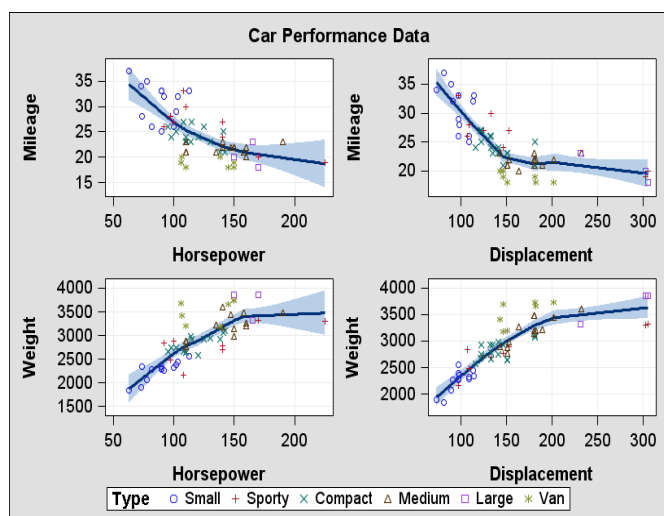 Car Performance Data
Mileage
35
30
25
20
15
50 100 150 200
Horsepower
Mileage
35
30
25
20
100 150 200 250 300
Displacement
Weight
4000
3500
3000
2500
2000
1500
50 100 150 200
Horsepower
Weight
4000
3500
3000
2500
2000
100 150 200 250 300
Displacement
Type Small Sporty Compact Medium Large Van